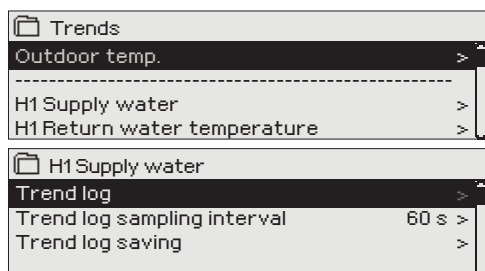 Trends
Outdoor temp. >
--------------------------------------------------
H1 Supply water >
H1 Return water temperature >
H1 Supply water
Trend log >
Trend log sampling interval 60 s >
Trend log saving >